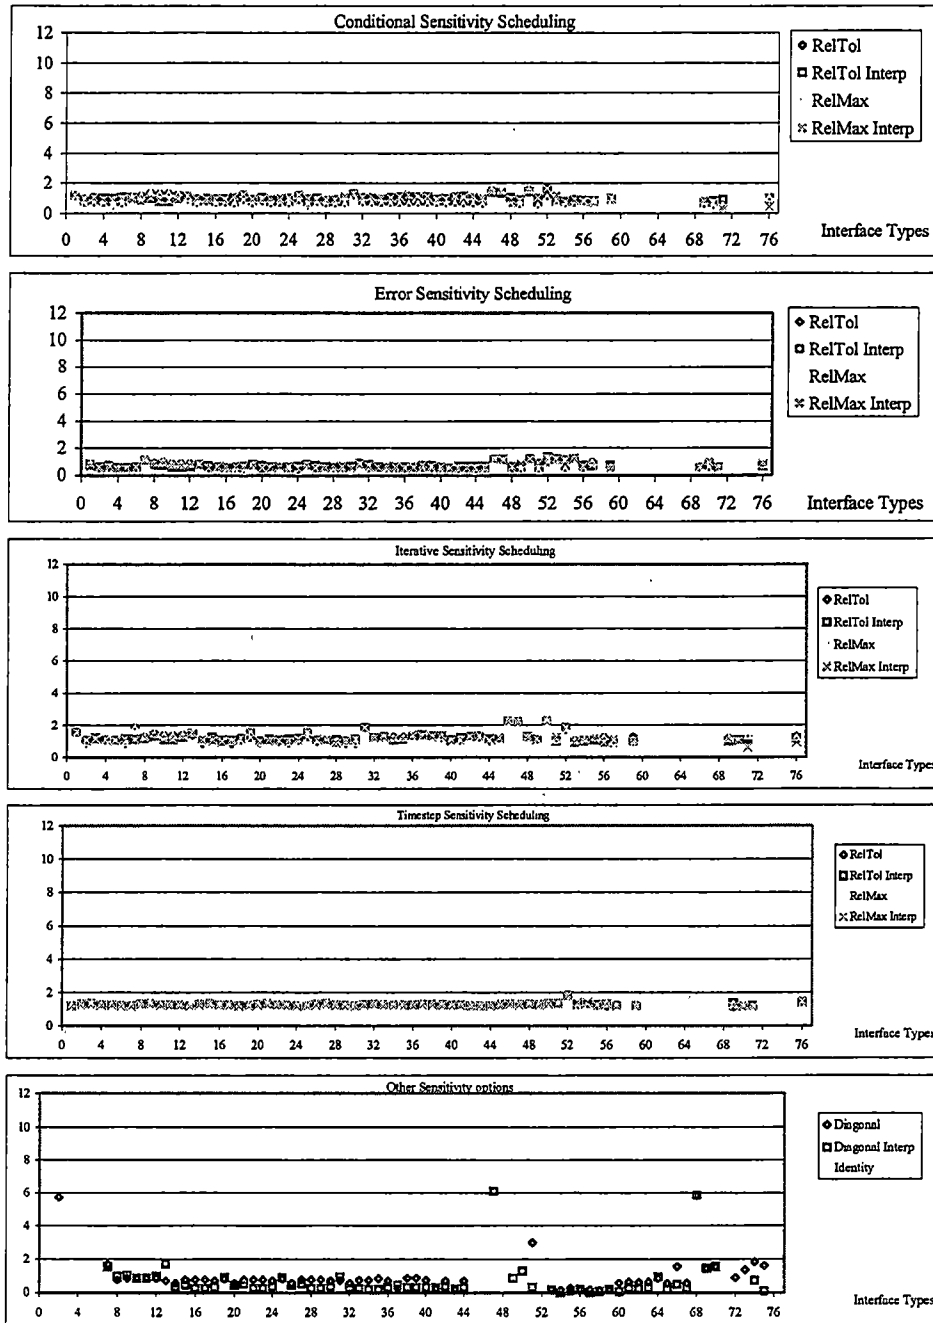 Conditional Sensitivity Scheduling
12
10
8
6
4
2
0
0 4 8 12 16 20 24 28 32 36 40 44 48 52 56 60 64 68 72 76
Interface Types
RelTol
RelTol Interp
RelMax
RelMax Interp
Error Sensitivity Scheduling
12
10
8
6
4
2
0
0 4 8 12 16 20 24 28 32 36 40 44 48 52 56 60 64 68 72 76
Interface Types
RelTol
RelTol Interp
RelMax
RelMax Interp
Iterative Sensitivity Scheduling
12
10
8
6
4
2
0
0 4 8 12 16 20 24 28 32 36 40 44 48 52 56 60 64 68 72 76
Interface Types
RelTol
RelTol Interp
RelMax
RelMax Interp
Timestep Sensitivity Scheduling
12
10
8
6
4
2
0
0 4 8 12 16 20 24 28 32 36 40 44 48 52 56 60 64 68 72 76
Interface Types
RelTol
RelTol Interp
RelMax
RelMax Interp
Other Sensitivity options
12
10
8
6
4
2
0
0 4 8 12 16 20 24 28 32 36 40 44 48 52 56 60 64 68 72 76
Interface Types
Diagonal
Diagonal Interp
Identity